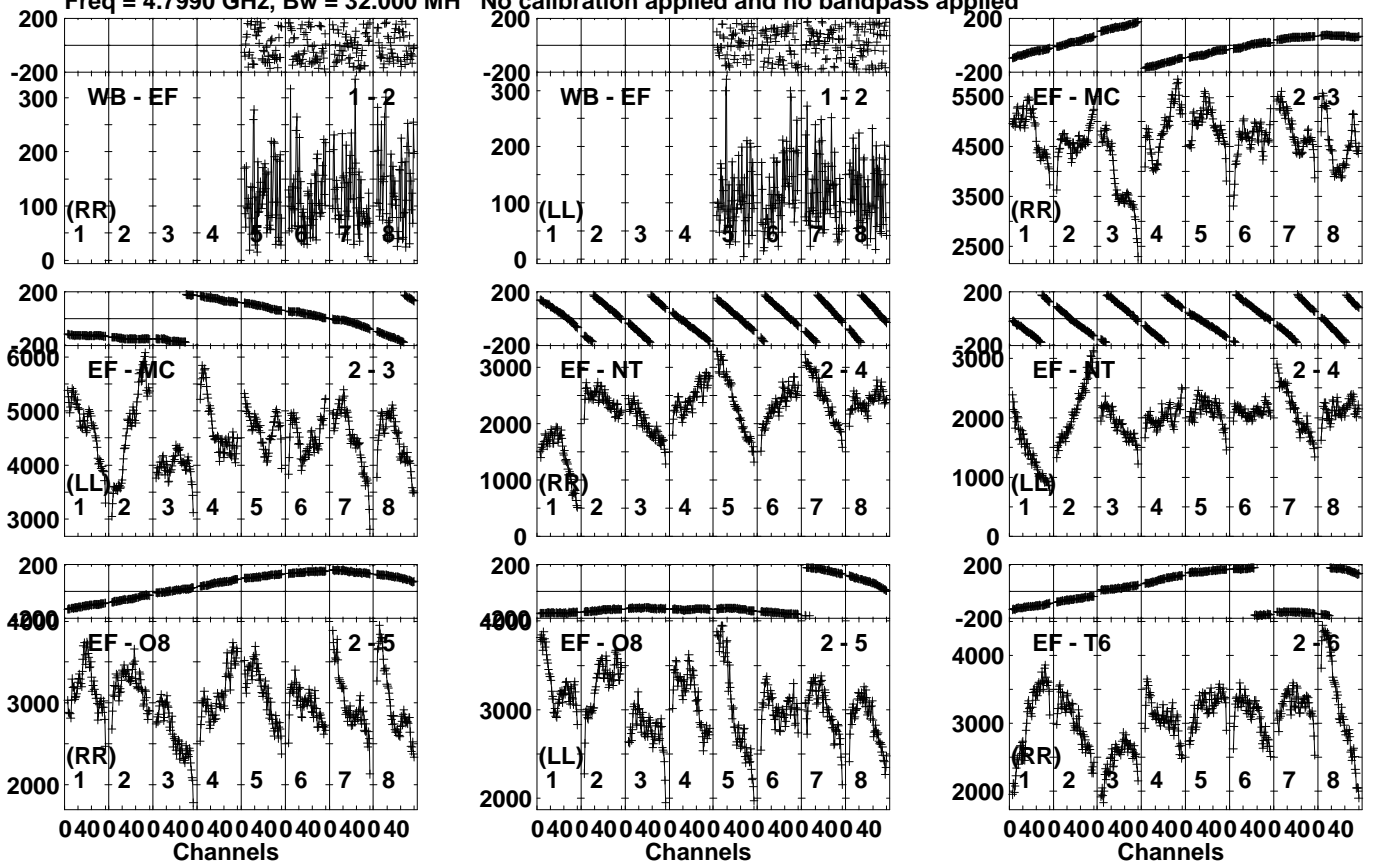 Freq = 4.7990 GHz, Bw = 32.000 MH No calibration applied and no bandpass applied
200
-200
300
200
100
0
WB - EF 1 - 2
(RR)
1 2 3 4 5 6 7 8
200
-200
300
200
100
0
WB - EF 1 - 2
(LL)
1 2 3 4 5 6 7 8
200
-200
5500
4500
3500
2500
EF - MC 2 - 3
(RR)
1 2 3 4 5 6 7 8
200
-200
6000
5000
4000
3000
EF - MC 2 - 3
(LL)
1 2 3 4 5 6 7 8
200
-200
3000
2000
1000
0
EF - NT 2 - 4
(RR)
1 2 3 4 5 6 7 8
200
-200
3000
2000
1000
0
EF - NT 2 - 4
(LL)
1 2 3 4 5 6 7 8
200
-200
4000
3000
2000
EF - O8 2 - 5
(RR)
1 2 3 4 5 6 7 8
0 40 0 40 0 40 0 40 0 40 0 40 0 40 0 40
Channels
200
-200
4000
3000
2000
EF - O8 2 - 5
(LL)
1 2 3 4 5 6 7 8
0 40 0 40 0 40 0 40 0 40 0 40 0 40 0 40
Channels
200
-200
4000
3000
2000
EF - T6 2 - 6
(RR)
1 2 3 4 5 6 7 8
0 40 0 40 0 40 0 40 0 40 0 40 0 40 0 40
Channels